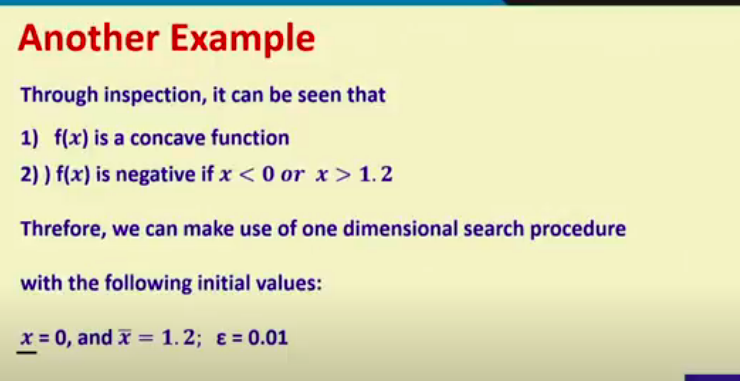 Another Example
Through inspection, it can be seen that
1) f(x) is a concave function
2) ) f(x) is negative if x < 0 or x > 1.2
Threfore, we can make use of one dimensional search procedure
with the following initial values:
x̲ = 0, and x̅ = 1.2; ε = 0.01